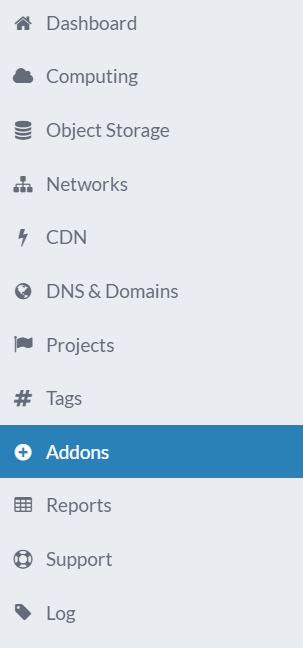 Dashboard
Computing
Object Storage
Networks
CDN
DNS & Domains
Projects
Tags
Addons
Reports
Support
Log